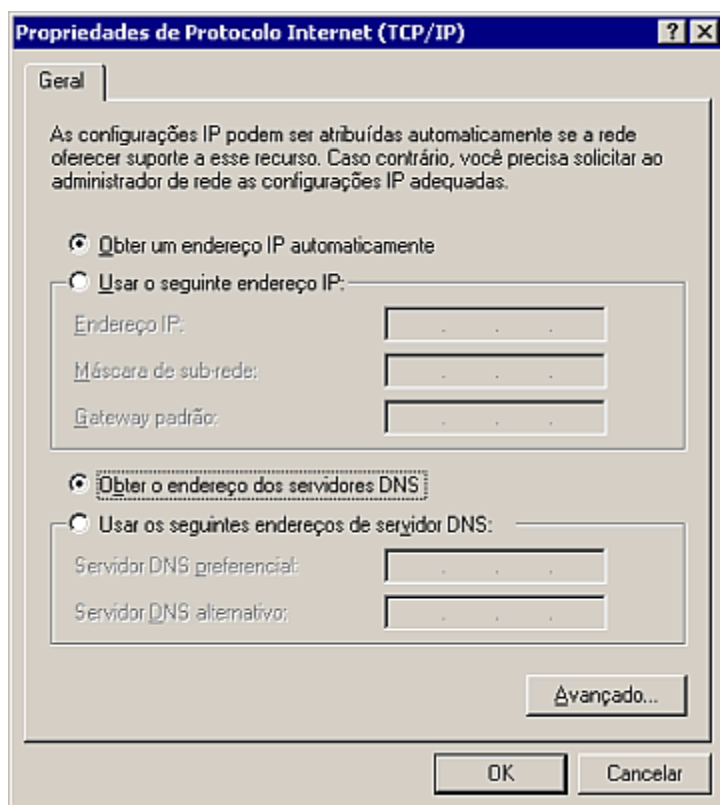 Propriedades de Protocolo Internet (TCP/IP)
Geral
As configurações IP podem ser atribuídas automaticamente se a rede
oferecer suporte a esse recurso. Caso contrário, você precisa solicitar ao
administrador de rede as configurações IP adequadas.
Obter um endereço IP automaticamente
Usar o seguinte endereço IP:
Endereço IP:
Máscara de sub-rede:
Gateway padrão:
Obter o endereço dos servidores DNS
Usar os seguintes endereços de servidor DNS:
Servidor DNS preferencial:
Servidor DNS alternativo:
Avançado...
OK Cancelar